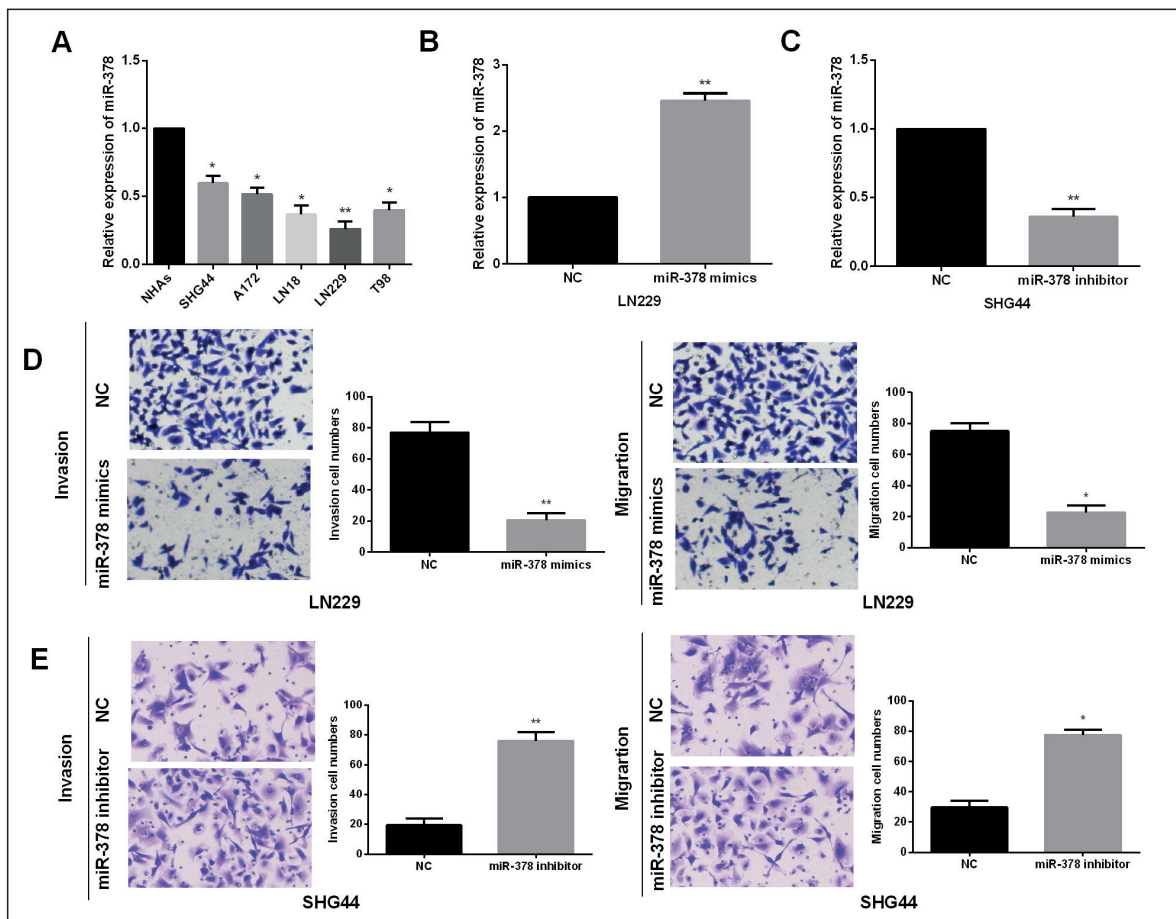 A
Relative expression of miR-378
1.5
1.0
0.5
0.0
*
*
*
**
*
NHAs
SHG44
A172
LN18
LN229
T98
B
Relative expression of miR-378
3
2
1
0
**
NC
miR-378 mimics
LN229
C
Relative expression of miR-378
1.5
1.0
0.5
0.0
**
NC
miR-378 inhibitor
SHG44
D
Invasion
NC
miR-378 mimics
Invasion cell numbers
100
80
60
40
20
0
**
NC
miR-378 mimics
LN229
Migrartion
NC
miR-378 mimics
Migration cell numbers
100
80
60
40
20
0
*
NC
miR-378 mimics
LN229
E
Invasion
NC
miR-378 inhibitor
Invasion cell numbers
100
80
60
40
20
0
**
NC
miR-378 inhibitor
SHG44
Migrartion
NC
miR-378 inhibitor
Migration cell numbers
100
80
60
40
20
0
*
NC
miR-378 inhibitor
SHG44